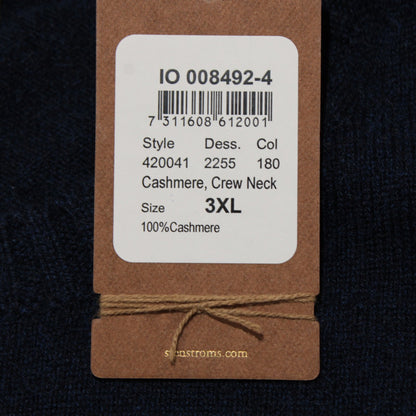 IO 008492-4
7 311608 612001
Style Dess. Col
420041 2255 180
Cashmere, Crew Neck
Size 3XL
100%Cashmere
stenstroms.com